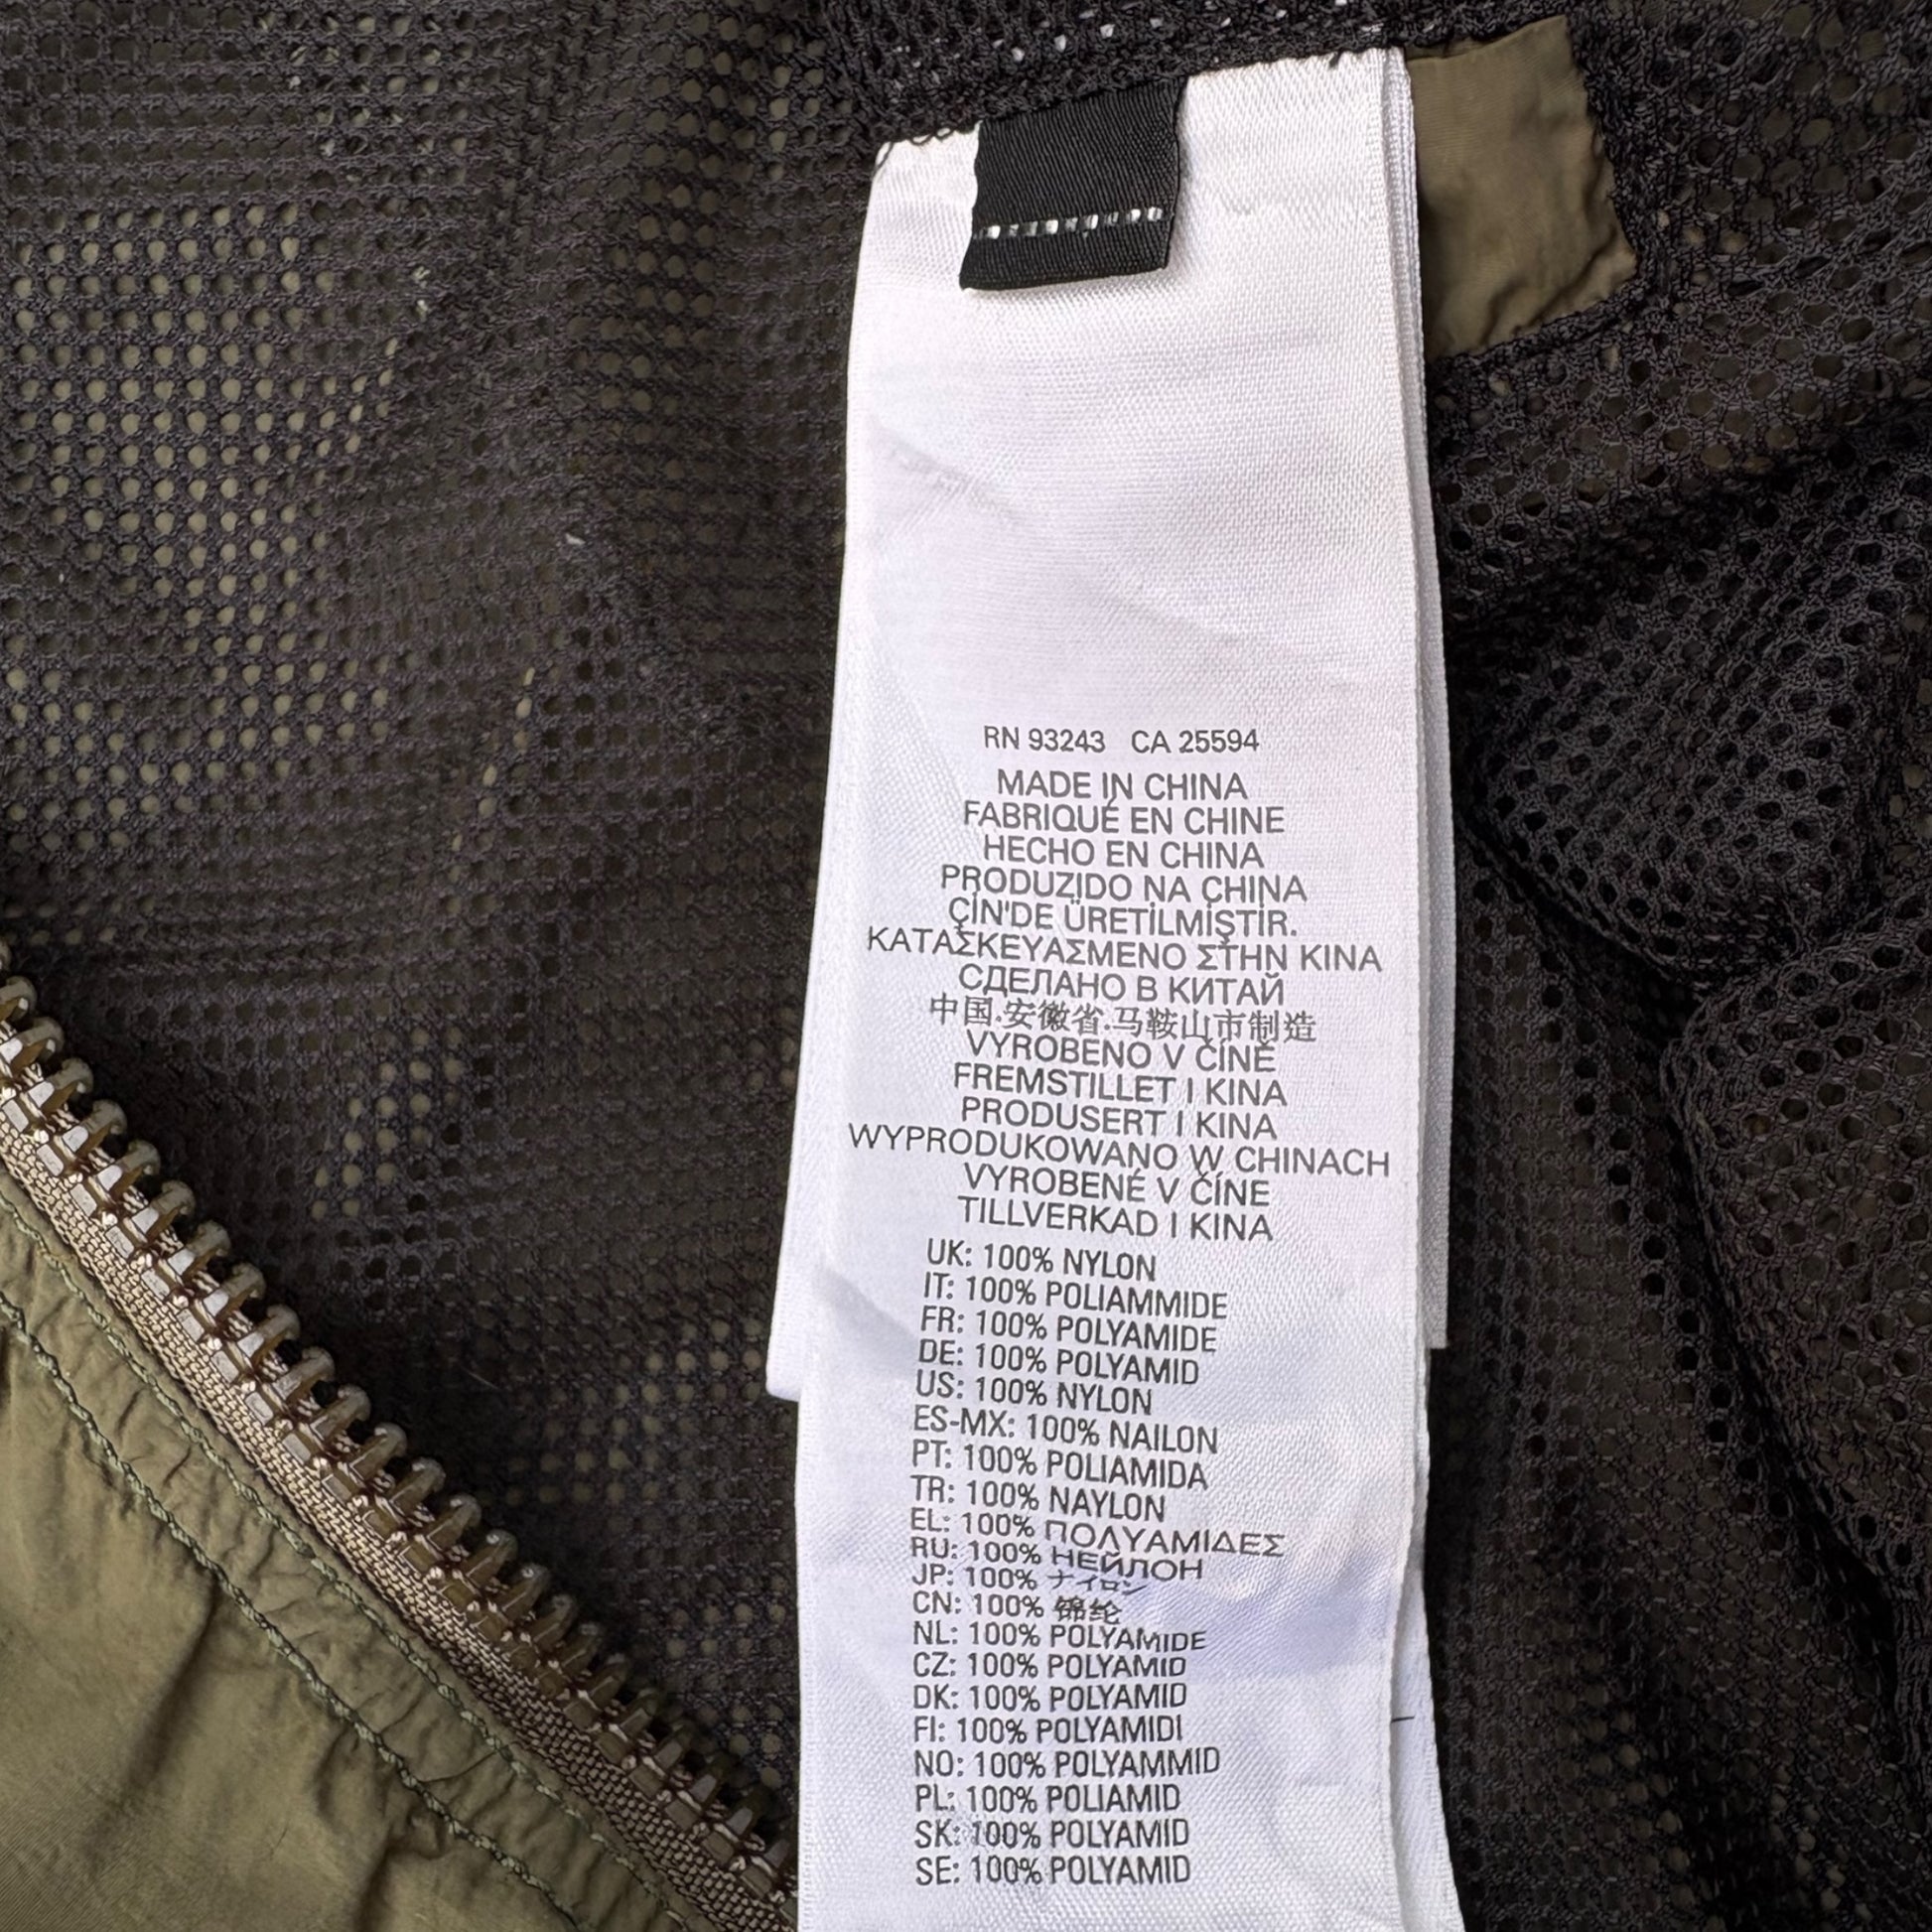 RN 93243 CA 25594
MADE IN CHINA
FABRIQUÉ EN CHINE
HECHO EN CHINA
PRODUZIDO NA CHINA
ÇİN'DE ÜRETİLMİŞTİR.
ΚΑΤΑΣΚΕΥΑΣΜΕΝΟ ΣΤΗΝ ΚΙΝΑ
СДЕЛАНО В КИТАЙ
中国.安徽省.马鞍山市制造
VYROBENO V ČÍNĚ
FREMSTILLET I KINA
PRODUSERT I KINA
WYPRODUKOWANO W CHINACH
VYROBENÉ V ČÍNE
TILLVERKAD I KINA
UK: 100% NYLON
IT: 100% POLIAMMIDE
FR: 100% POLYAMIDE
DE: 100% POLYAMID
US: 100% NYLON
ES-MX: 100% NAILON
PT: 100% POLIAMIDA
TR: 100% NAYLON
EL: 100% ΠΟΛΥΑΜΙΔΕΣ
RU: 100% НЕЙЛОН
JP: 100% ナイロン
CN: 100% 锦纶
NL: 100% POLYAMIDE
CZ: 100% POLYAMID
DK: 100% POLYAMID
FI: 100% POLYAMIDI
NO: 100% POLYAMMID
PL: 100% POLIAMID
SK: 100% POLYAMID
SE: 100% POLYAMID